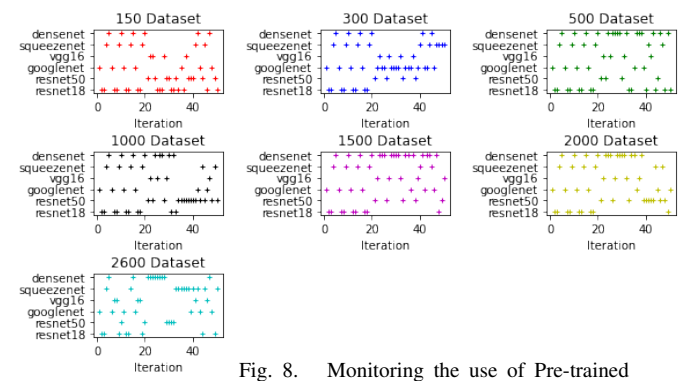 150 Dataset
densenet
squeezenet
vgg16
googlenet
resnet50
resnet18
0 20 40
Iteration
300 Dataset
densenet
squeezenet
vgg16
googlenet
resnet50
resnet18
0 20 40
Iteration
500 Dataset
densenet
squeezenet
vgg16
googlenet
resnet50
resnet18
0 20 40
Iteration
1000 Dataset
densenet
squeezenet
vgg16
googlenet
resnet50
resnet18
0 20 40
Iteration
1500 Dataset
densenet
squeezenet
vgg16
googlenet
resnet50
resnet18
0 20 40
Iteration
2000 Dataset
densenet
squeezenet
vgg16
googlenet
resnet50
resnet18
0 20 40
Iteration
2600 Dataset
densenet
squeezenet
vgg16
googlenet
resnet50
resnet18
0 20 40
Iteration
Fig. 8. Monitoring the use of Pre-trained